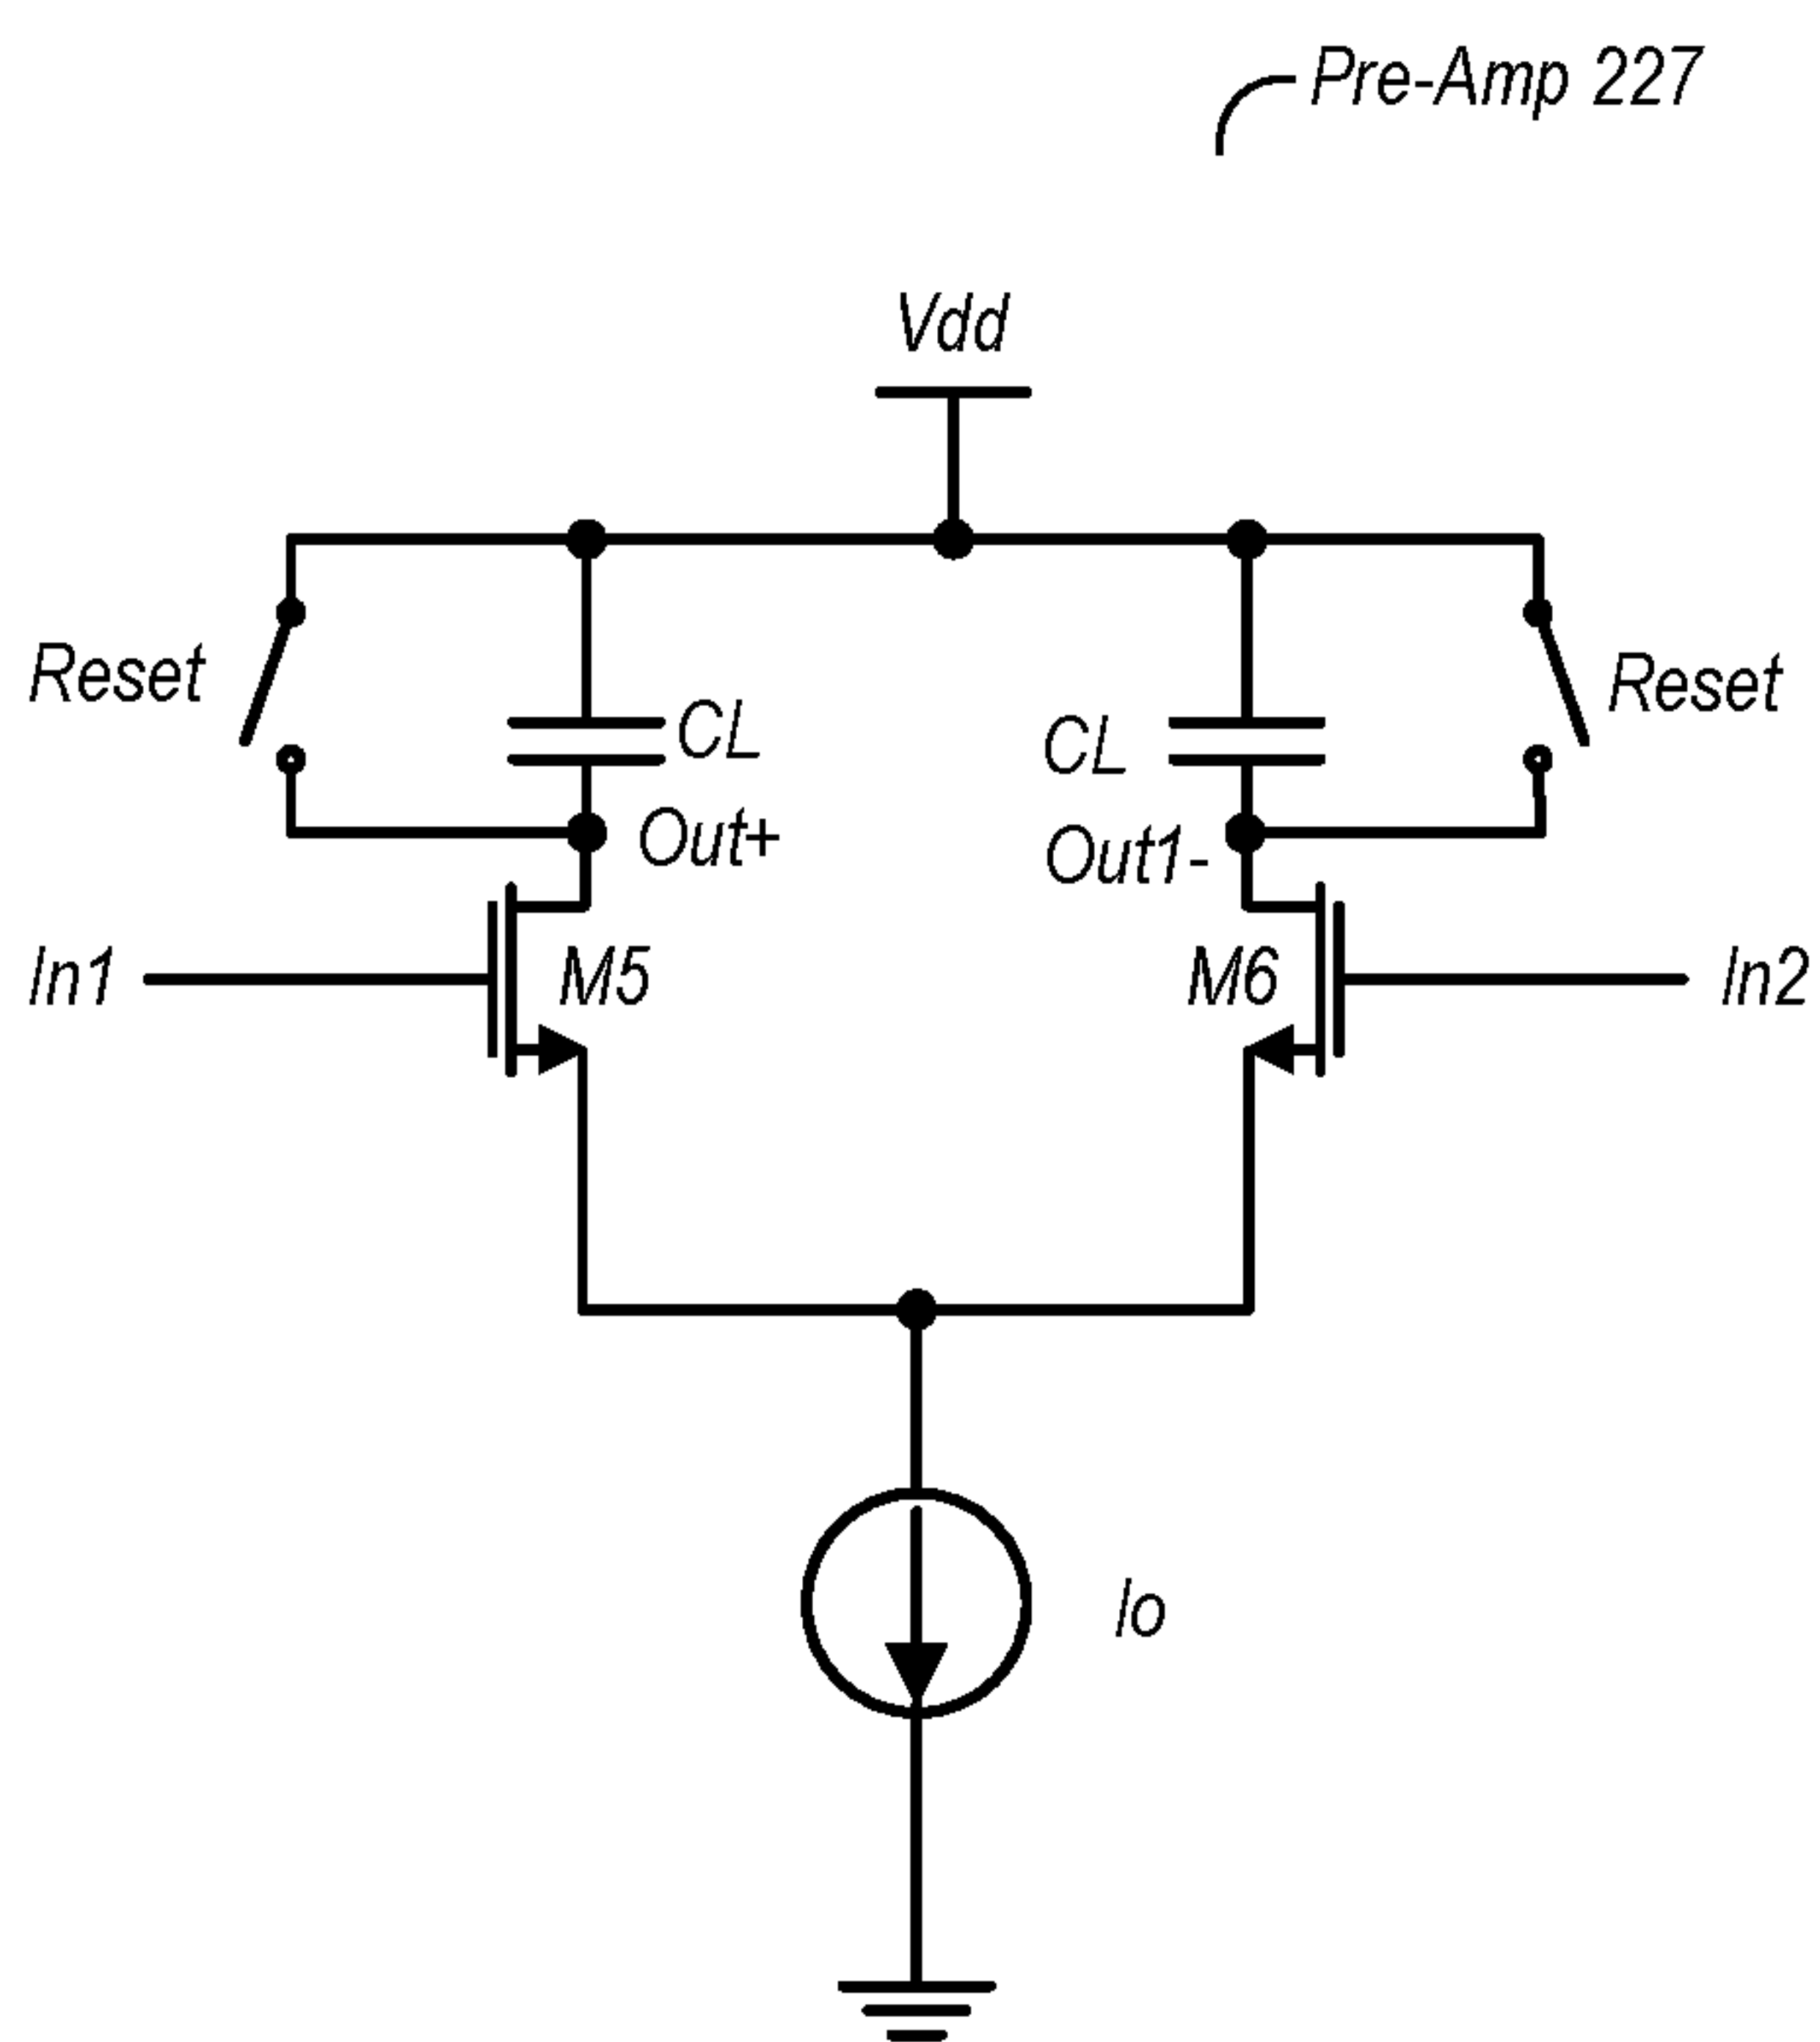 Pre-Amp 227
Vdd
Reset
Reset
CL
CL
Out+
Out1-
In1
M5
M6
In2
Io